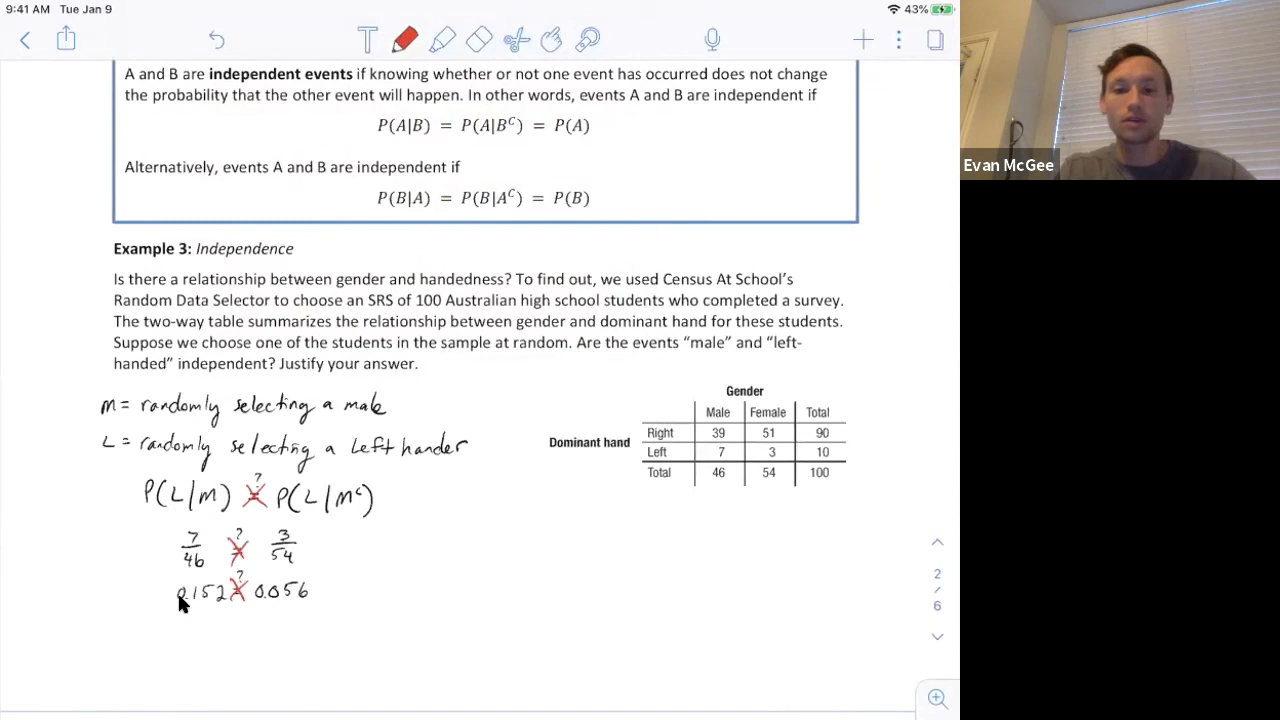 9:41 AM Tue Jan 9
43%
A and B are independent events if knowing whether or not one event has occurred does not change
the probability that the other event will happen. In other words, events A and B are independent if
P(A|B) = P(A|B^C) = P(A)
Alternatively, events A and B are independent if
P(B|A) = P(B|A^C) = P(B)
Example 3: Independence
Is there a relationship between gender and handedness? To find out, we used Census At School's
Random Data Selector to choose an SRS of 100 Australian high school students who completed a survey.
The two-way table summarizes the relationship between gender and dominant hand for these students.
Suppose we choose one of the students in the sample at random. Are the events "male" and "left-
handed" independent? Justify your answer.
M = randomly selecting a male
L = randomly selecting a Left hander
P(L|M) =? P(L|M^c)
7/46 =? 3/54
0.152 =? 0.056
Gender
Male Female Total
Dominant hand
Right 39 51 90
Left 7 3 10
Total 46 54 100
2
/
6
Evan McGee